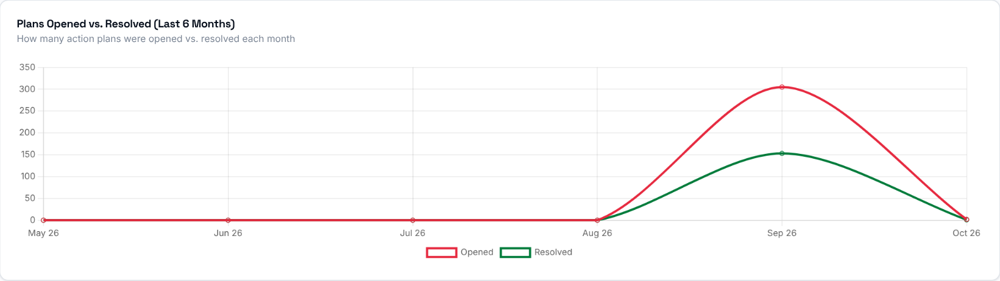 Plans Opened vs. Resolved (Last 6 Months)
How many action plans were opened vs. resolved each month
350
300
250
200
150
100
50
0
May 26 Jun 26 Jul 26 Aug 26 Sep 26 Oct 26
Opened Resolved